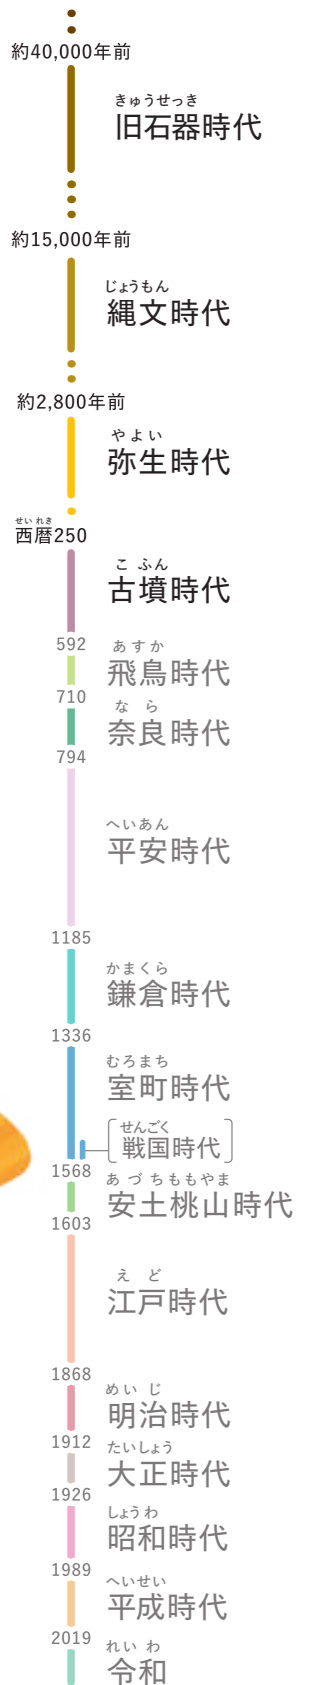 約40,000年前
きゅうせっき
旧石器時代
約15,000年前
じょうもん
縄文時代
約2,800年前
やよい
弥生時代
せいれき
西暦250
こふん
古墳時代
592
あすか
飛鳥時代
710
なら
奈良時代
794
へいあん
平安時代
1185
かまくら
鎌倉時代
1336
むろまち
室町時代
せんごく
戦国時代
1568
あづちももやま
安土桃山時代
1603
えど
江戸時代
1868
めいじ
明治時代
1912
たいしょう
大正時代
1926
しょうわ
昭和時代
1989
へいせい
平成時代
2019
れいわ
令和